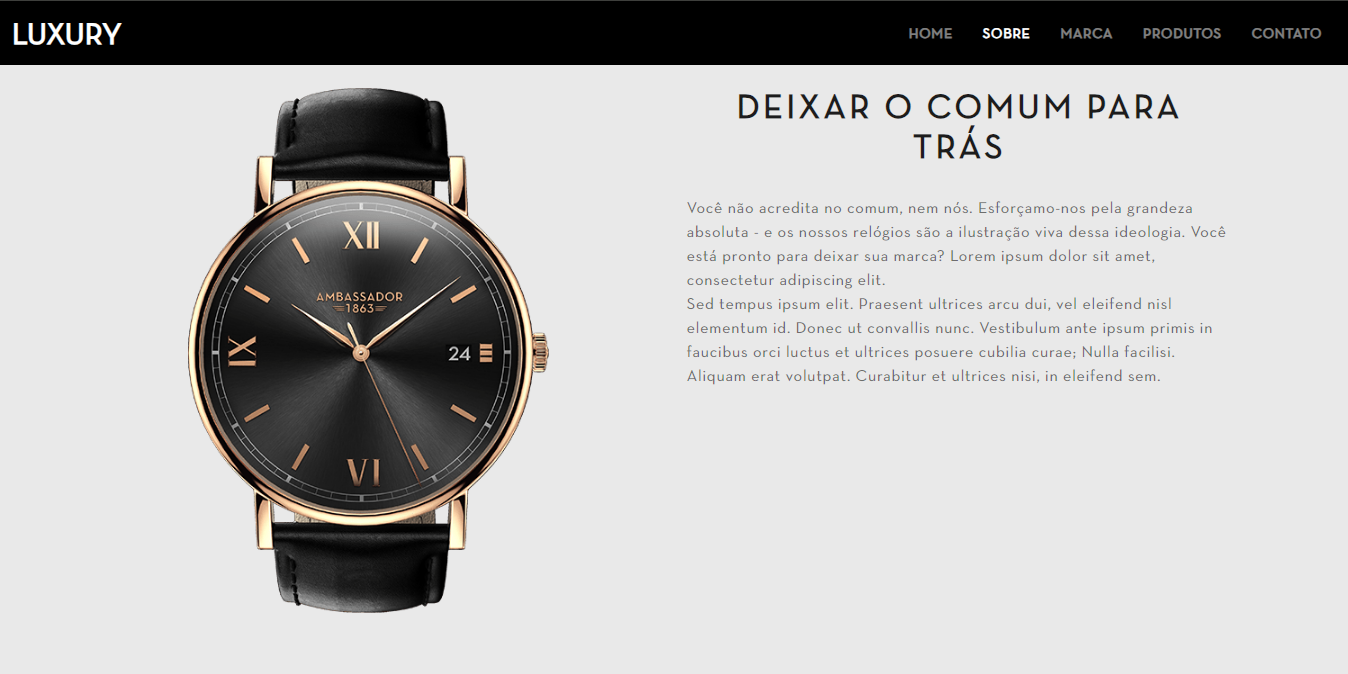 LUXURY
HOME SOBRE MARCA PRODUTOS CONTATO
DEIXAR O COMUM PARA
TRÁS
Você não acredita no comum, nem nós. Esforçamo-nos pela grandeza
absoluta - e os nossos relógios são a ilustração viva dessa ideologia. Você
está pronto para deixar sua marca? Lorem ipsum dolor sit amet,
consectetur adipiscing elit.
Sed tempus ipsum elit. Praesent ultrices arcu dui, vel eleifend nisl
elementum id. Donec ut convallis nunc. Vestibulum ante ipsum primis in
faucibus orci luctus et ultrices posuere cubilia curae; Nulla facilisi.
Aliquam erat volutpat. Curabitur et ultrices nisi, in eleifend sem.
XII
AMBASSADOR
1863
IX
24
VI